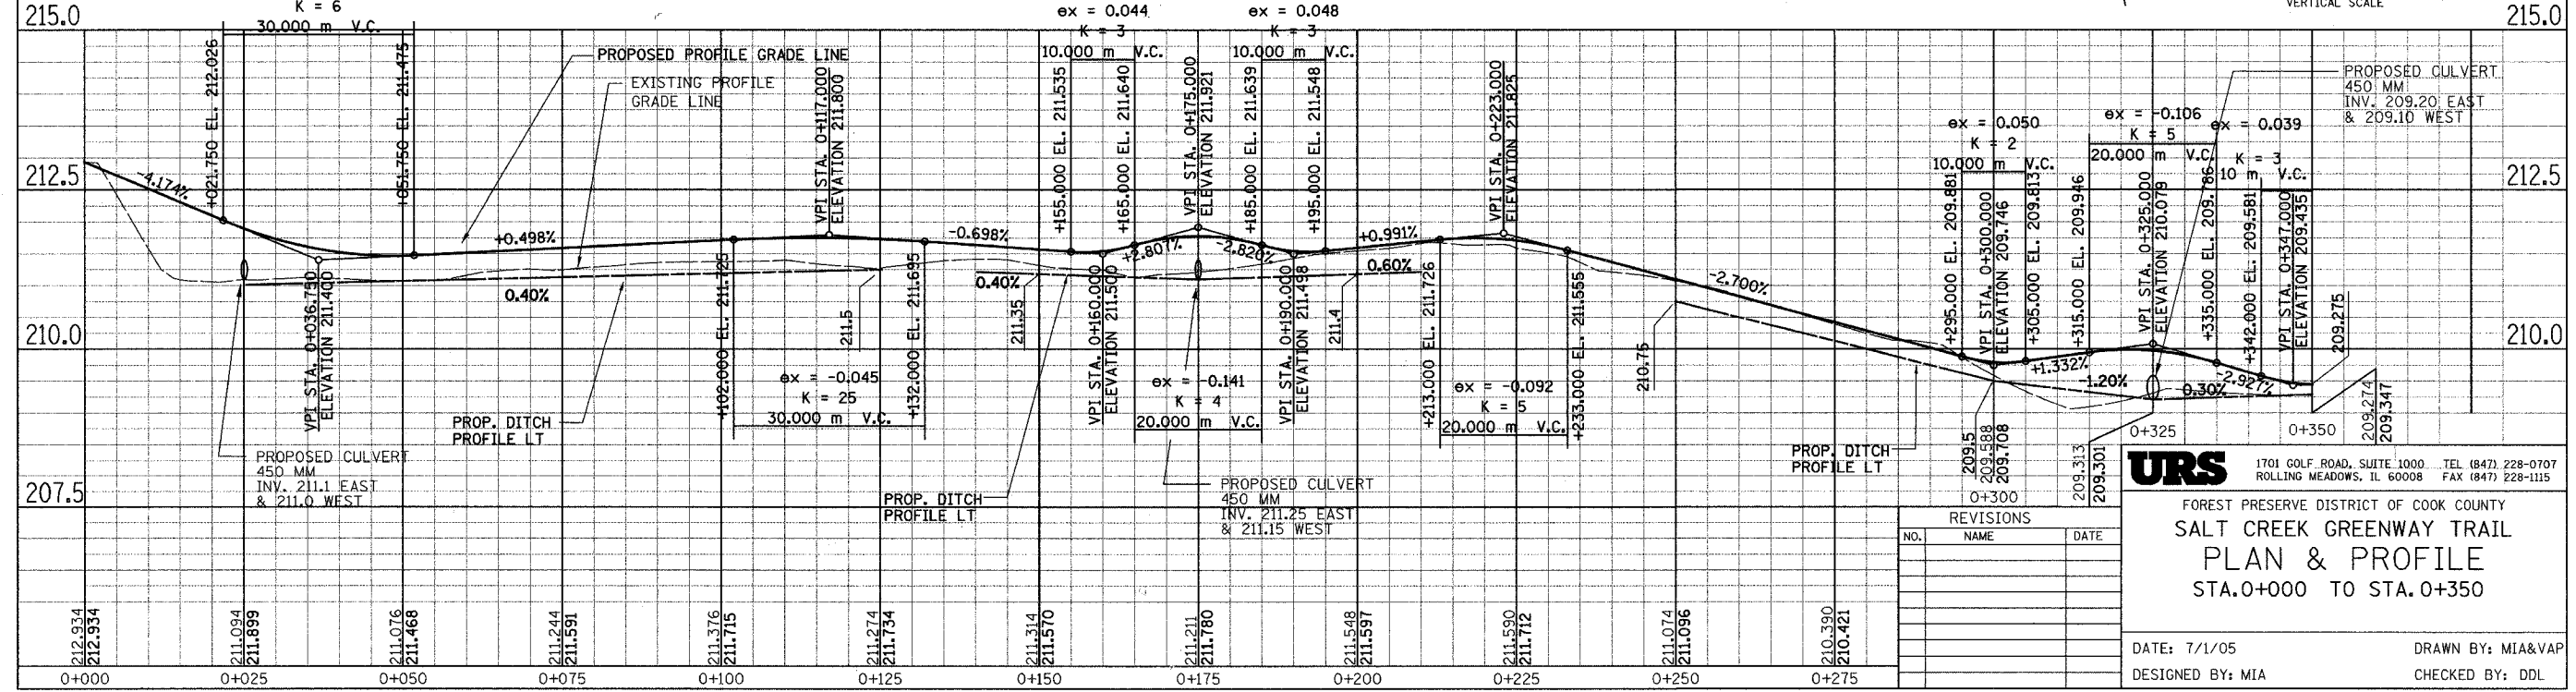 215.0
K = 6
30.000 m V.C.
ex = 0.044
K = 3
10.000 m V.C.
ex = 0.048
K = 3
10.000 m V.C.
VERTICAL SCALE
215.0
+021.750 EL. 212.026
+051.750 EL. 211.475
PROPOSED PROFILE GRADE LINE
EXISTING PROFILE
GRADE LINE
VPI STA. 0+117.000
ELEVATION 211.800
+155.000 EL. 211.535
+165.000 EL. 211.640
VPI STA. 0+175.000
ELEVATION 211.921
+185.000 EL. 211.639
+195.000 EL. 211.548
VPI STA. 0+223.000
ELEVATION 211.825
PROPOSED CULVERT
450 MM
INV. 209.20 EAST
& 209.10 WEST
ex = 0.050
K = 2
10.000 m V.C.
ex = -0.106
K = 5
20.000 m V.C.
ex = 0.039
K = 3
10 m V.C.
212.5
212.5
-4.174%
+0.498%
-0.698%
+2.807%
-2.820%
+0.991%
-2.700%
+1.332%
-2.927%
0.40%
0.40%
0.60%
-1.20%
0.30%
+295.000 EL. 209.881
VPI STA. 0+300.000
ELEVATION 209.746
+305.000 EL. 209.813
+315.000 EL. 209.946
VPI STA. 0+325.000
ELEVATION 210.079
+335.000 EL. 209.786
+342.000 EL. 209.581
VPI STA. 0+347.000
ELEVATION 209.435
209.275
VPI STA. 0+036.750
ELEVATION 211.400
+102.000 EL. 211.725
211.5
+132.000 EL. 211.695
211.35
VPI STA. 0+160.000
ELEVATION 211.500
VPI STA. 0+190.000
ELEVATION 211.498
211.4
+213.000 EL. 211.726
+233.000 EL. 211.555
210.75
210.0
210.0
ex = -0.045
K = 25
30.000 m V.C.
ex = -0.141
K = 4
20.000 m V.C.
ex = -0.092
K = 5
20.000 m V.C.
PROP. DITCH
PROFILE LT
PROP. DITCH
PROFILE LT
PROP. DITCH
PROFILE LT
209.5
209.588
209.708
0+300
209.313
209.301
0+325
0+350
209.274
209.347
PROPOSED CULVERT
450 MM
INV. 211.1 EAST
& 211.0 WEST
PROPOSED CULVERT
450 MM
INV. 211.25 EAST
& 211.15 WEST
207.5
URS
1701 GOLF ROAD, SUITE 1000 TEL (847) 228-0707
ROLLING MEADOWS, IL 60008 FAX (847) 228-1115
FOREST PRESERVE DISTRICT OF COOK COUNTY
SALT CREEK GREENWAY TRAIL
PLAN & PROFILE
STA.0+000 TO STA.0+350
REVISIONS
NO. NAME DATE
DATE: 7/1/05 DRAWN BY: MIA&VAP
DESIGNED BY: MIA CHECKED BY: DDL
212.934
212.934
211.094
211.899
211.076
211.468
211.244
211.591
211.376
211.715
211.274
211.734
211.314
211.570
211.211
211.780
211.548
211.597
211.590
211.712
211.074
211.096
210.390
210.421
0+000 0+025 0+050 0+075 0+100 0+125 0+150 0+175 0+200 0+225 0+250 0+275